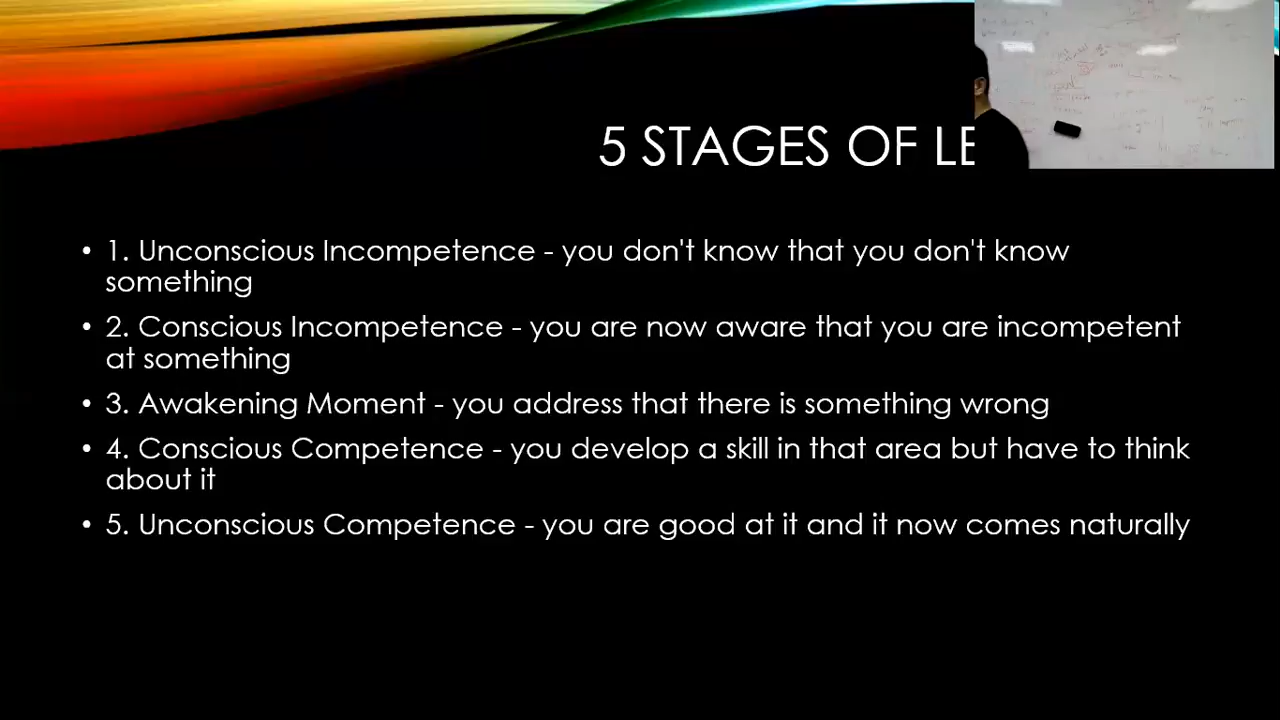 5 STAGES OF LE
• 1. Unconscious Incompetence - you don't know that you don't know
something
• 2. Conscious Incompetence - you are now aware that you are incompetent
at something
• 3. Awakening Moment - you address that there is something wrong
• 4. Conscious Competence - you develop a skill in that area but have to think
about it
• 5. Unconscious Competence - you are good at it and it now comes naturally